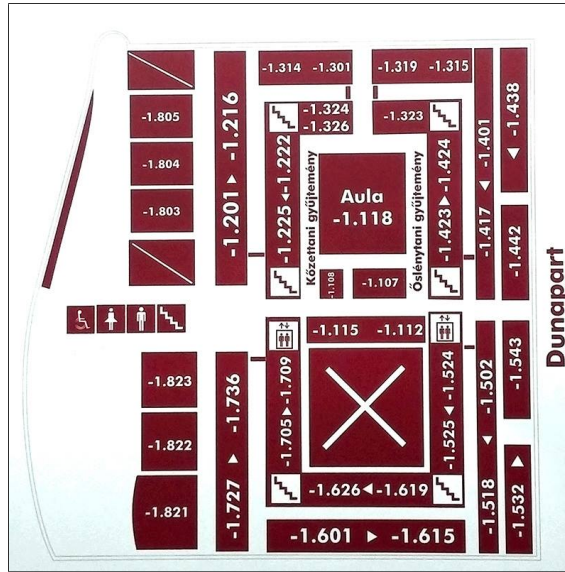 -1.314 -1.301
-1.319 -1.315
-1.805
-1.804
-1.803
-1.201 ▶ -1.216
-1.324
-1.326
-1.323
-1.225 ◂ -1.222
Kőzettani gyűjtemény
Aula
-1.118
Őslénytani gyűjtemény
-1.423 ▸ -1.424
-1.417 ◂ -1.401
◂ -1.438
-1.442
-1.108
-1.107
Dunapart
-1.115 -1.112
-1.823
-1.822
-1.821
-1.727 ▸ -1.736
-1.705 ▸ -1.709
-1.525 ◂ -1.524
-1.518 ◂ -1.502
-1.543
-1.532 ▸
-1.626 ◂ -1.619
-1.601 ▸ -1.615